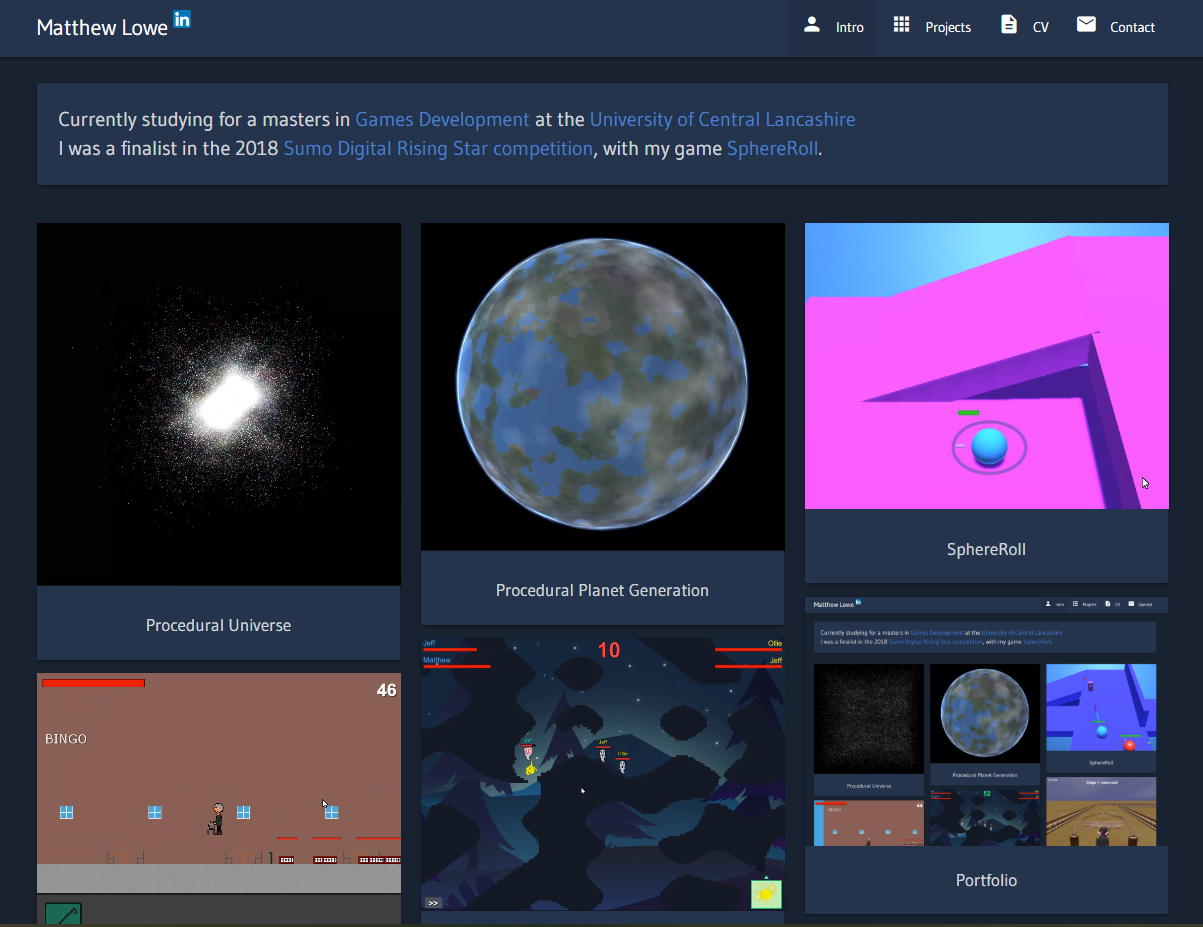 Matthew Lowe in
Intro
Projects
CV
Contact
Currently studying for a masters in Games Development at the University of Central Lancashire
I was a finalist in the 2018 Sumo Digital Rising Star competition, with my game SphereRoll.
Procedural Universe
Procedural Planet Generation
SphereRoll
46
BINGO
Jeff
Matthew
10
Ollie
Jeff
Jeff
Jeff
Ollie
>>
Matthew Lowe in
Intro
Projects
CV
Contact
Currently studying for a masters in Games Development at the University of Central Lancashire
I was a finalist in the 2018 Sumo Digital Rising Star competition, with my game SphereRoll.
Procedural Universe
Procedural Planet Generation
SphereRoll
44
BINGO
52
Portfolio